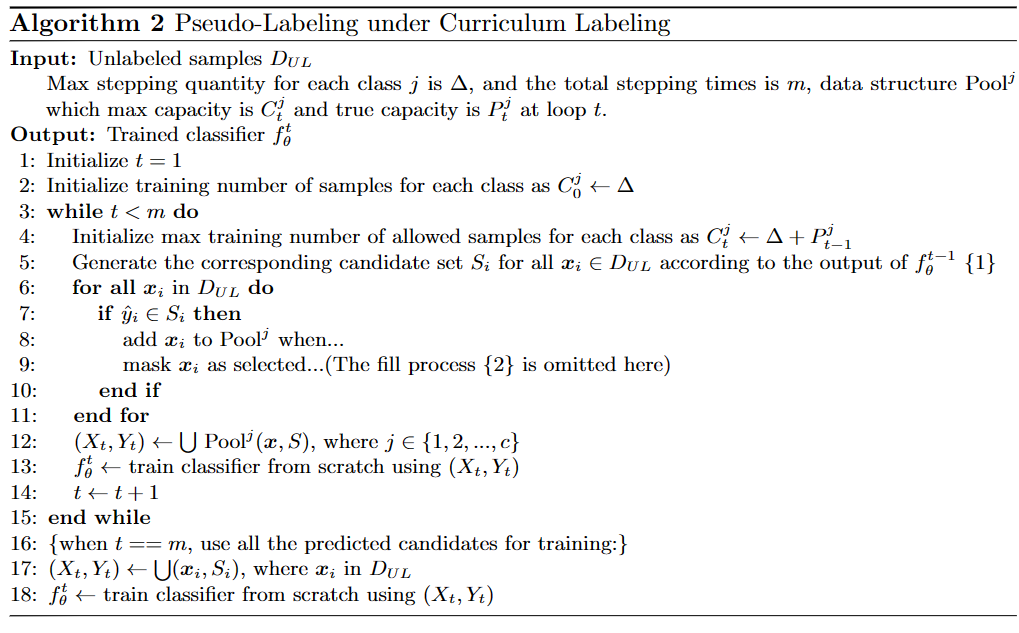 Algorithm 2 Pseudo-Labeling under Curriculum Labeling
Input: Unlabeled samples $D_{UL}$
Max stepping quantity for each class $j$ is $\Delta$, and the total stepping times is $m$, data structure $\text{Pool}^j$
which max capacity is $C_t^j$ and true capacity is $P_t^j$ at loop $t$.
Output: Trained classifier $f_\theta^t$
1: Initialize $t = 1$
2: Initialize training number of samples for each class as $C_0^j \leftarrow \Delta$
3: while $t < m$ do
4: Initialize max training number of allowed samples for each class as $C_t^j \leftarrow \Delta + P_{t-1}^j$
5: Generate the corresponding candidate set $S_i$ for all $\boldsymbol{x}_i \in D_{UL}$ according to the output of $f_\theta^{t-1}$ {1}
6: for all $\boldsymbol{x}_i$ in $D_{UL}$ do
7: if $\hat{y}_i \in S_i$ then
8: add $\boldsymbol{x}_i$ to $\text{Pool}^j$ when...
9: mask $\boldsymbol{x}_i$ as selected...(The fill process {2} is omitted here)
10: end if
11: end for
12: $(X_t, Y_t) \leftarrow \bigcup \text{Pool}^j(\boldsymbol{x}, S)$, where $j \in \{1, 2, ..., c\}$
13: $f_\theta^t \leftarrow$ train classifier from scratch using $(X_t, Y_t)$
14: $t \leftarrow t + 1$
15: end while
16: {when $t == m$, use all the predicted candidates for training:}
17: $(X_t, Y_t) \leftarrow \bigcup(\boldsymbol{x}_i, S_i)$, where $\boldsymbol{x}_i$ in $D_{UL}$
18: $f_\theta^t \leftarrow$ train classifier from scratch using $(X_t, Y_t)$